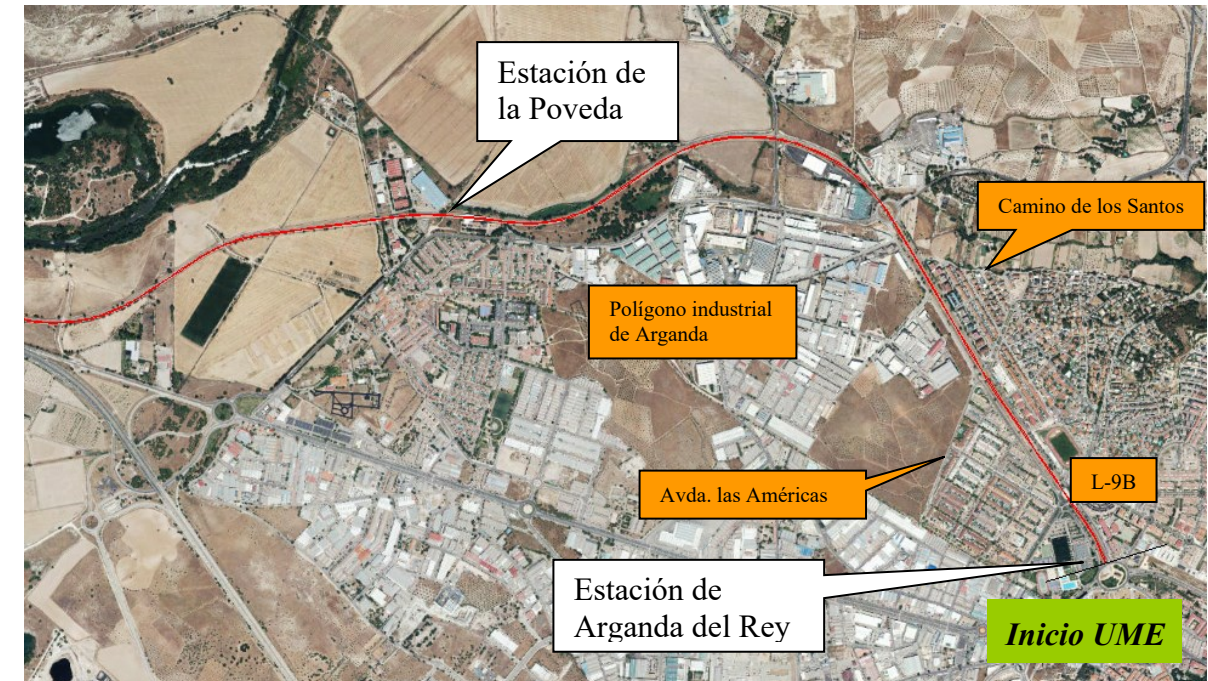 Estación de
la Poveda
Camino de los Santos
Polígono industrial
de Arganda
Avda. las Américas
L-9B
Estación de
Arganda del Rey
Inicio UME